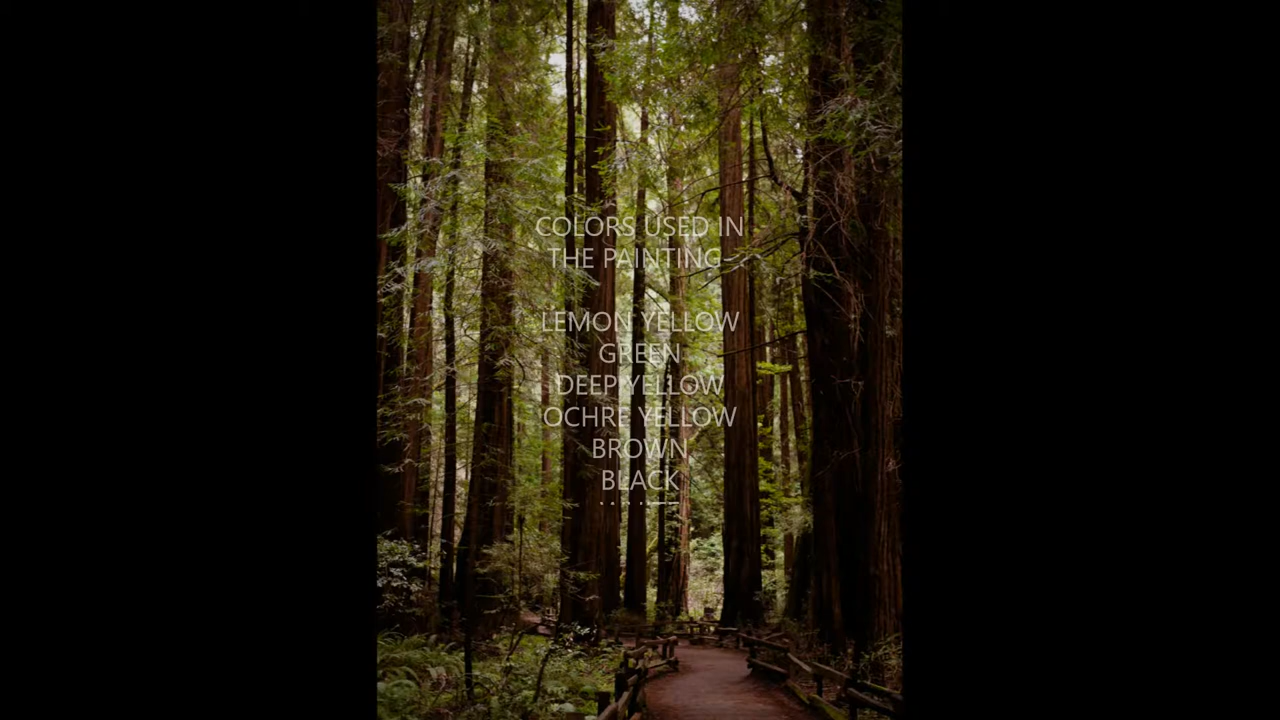 COLORS USED IN
THE PAINTING-
LEMON YELLOW
GREEN
DEEP YELLOW
OCHRE YELLOW
BROWN
BLACK